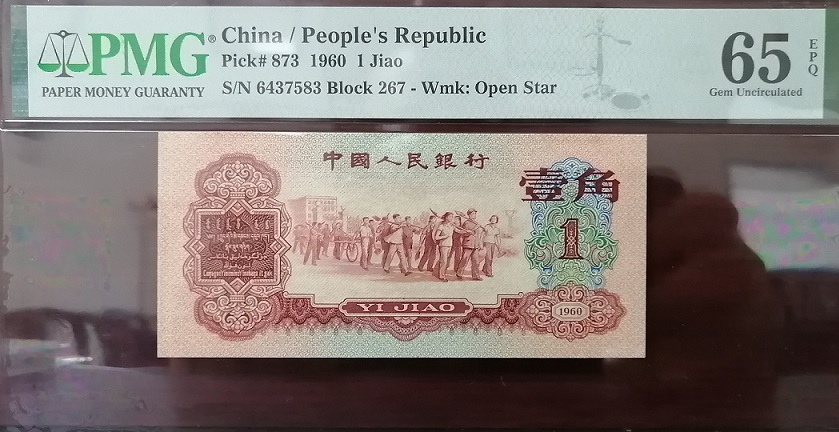 PMG®
PAPER MONEY GUARANTY
China / People's Republic
Pick# 873 1960 1 Jiao
S/N 6437583 Block 267 - Wmk: Open Star
65
EPQ
Gem Uncirculated
中國人民銀行
壹角
1
YI JIAO
1960